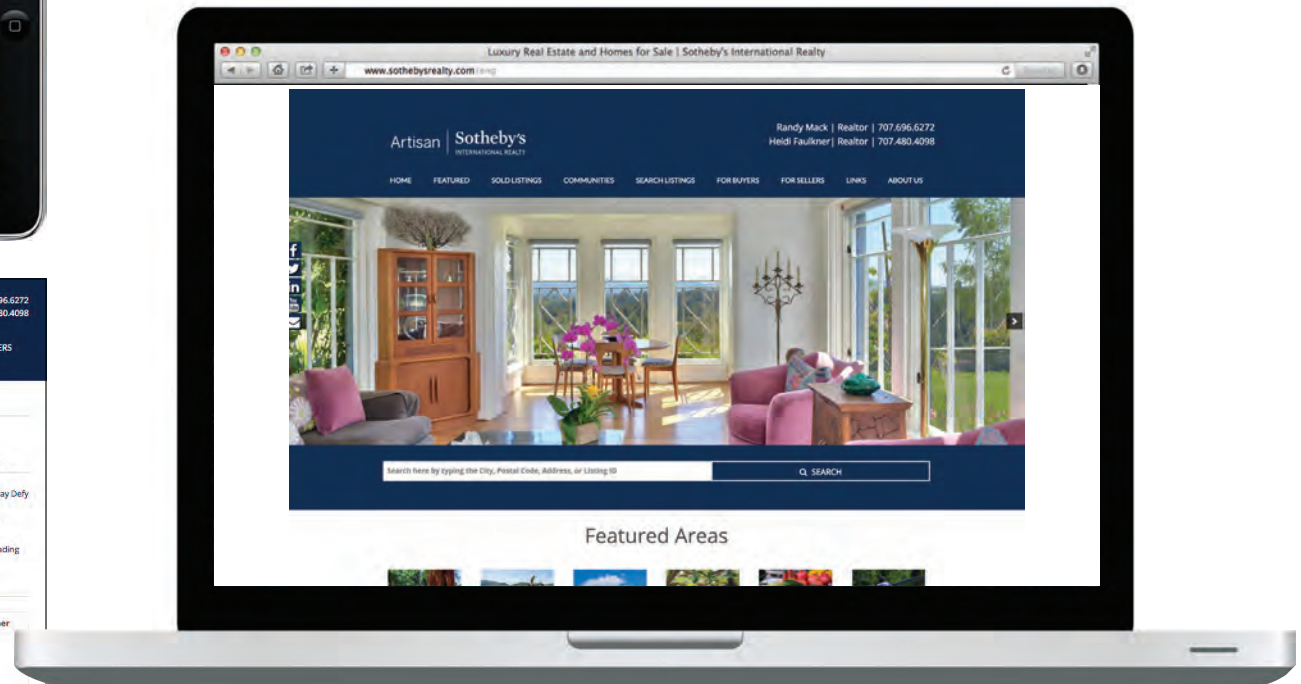 Luxury Real Estate and Homes for Sale | Sotheby's International Realty
www.sothebysrealty.com/eng
Artisan | Sotheby's
INTERNATIONAL REALTY
Randy Mack | Realtor | 707.696.6272
Heidi Faulkner| Realtor | 707.480.4098
HOME FEATURED SOLD LISTINGS COMMUNITIES SEARCH LISTINGS FOR BUYERS FOR SELLERS LINKS ABOUT US
Search here by typing the City, Postal Code, Address, or Listing ID
SEARCH
Featured Areas
96.6272
80.4098
ERS
ay Defy
ading
er